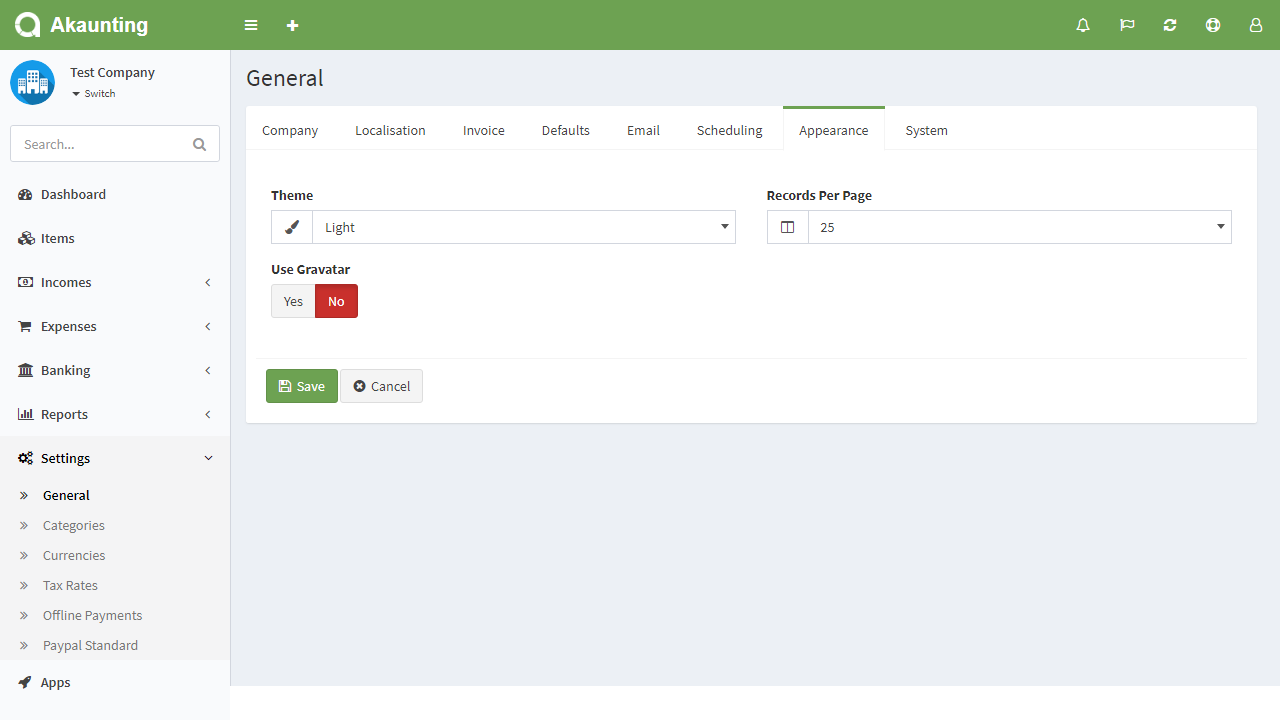 Akaunting
Test Company
Switch
Search...
Dashboard
Items
Incomes
Expenses
Banking
Reports
Settings
General
Categories
Currencies
Tax Rates
Offline Payments
Paypal Standard
Apps
General
Company Localisation Invoice Defaults Email Scheduling Appearance System
Theme Records Per Page
Light 25
Use Gravatar
Yes No
Save Cancel